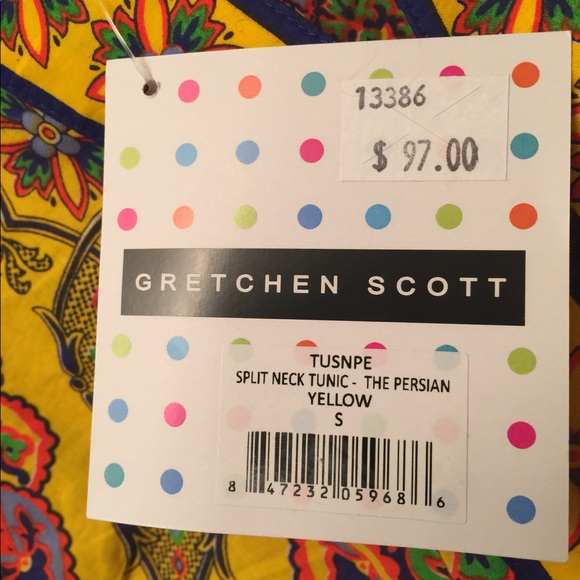 13386
$ 97.00
GRETCHEN SCOTT
TUSNPE
SPLIT NECK TUNIC - THE PERSIAN
YELLOW
S
8 47232 05968 6